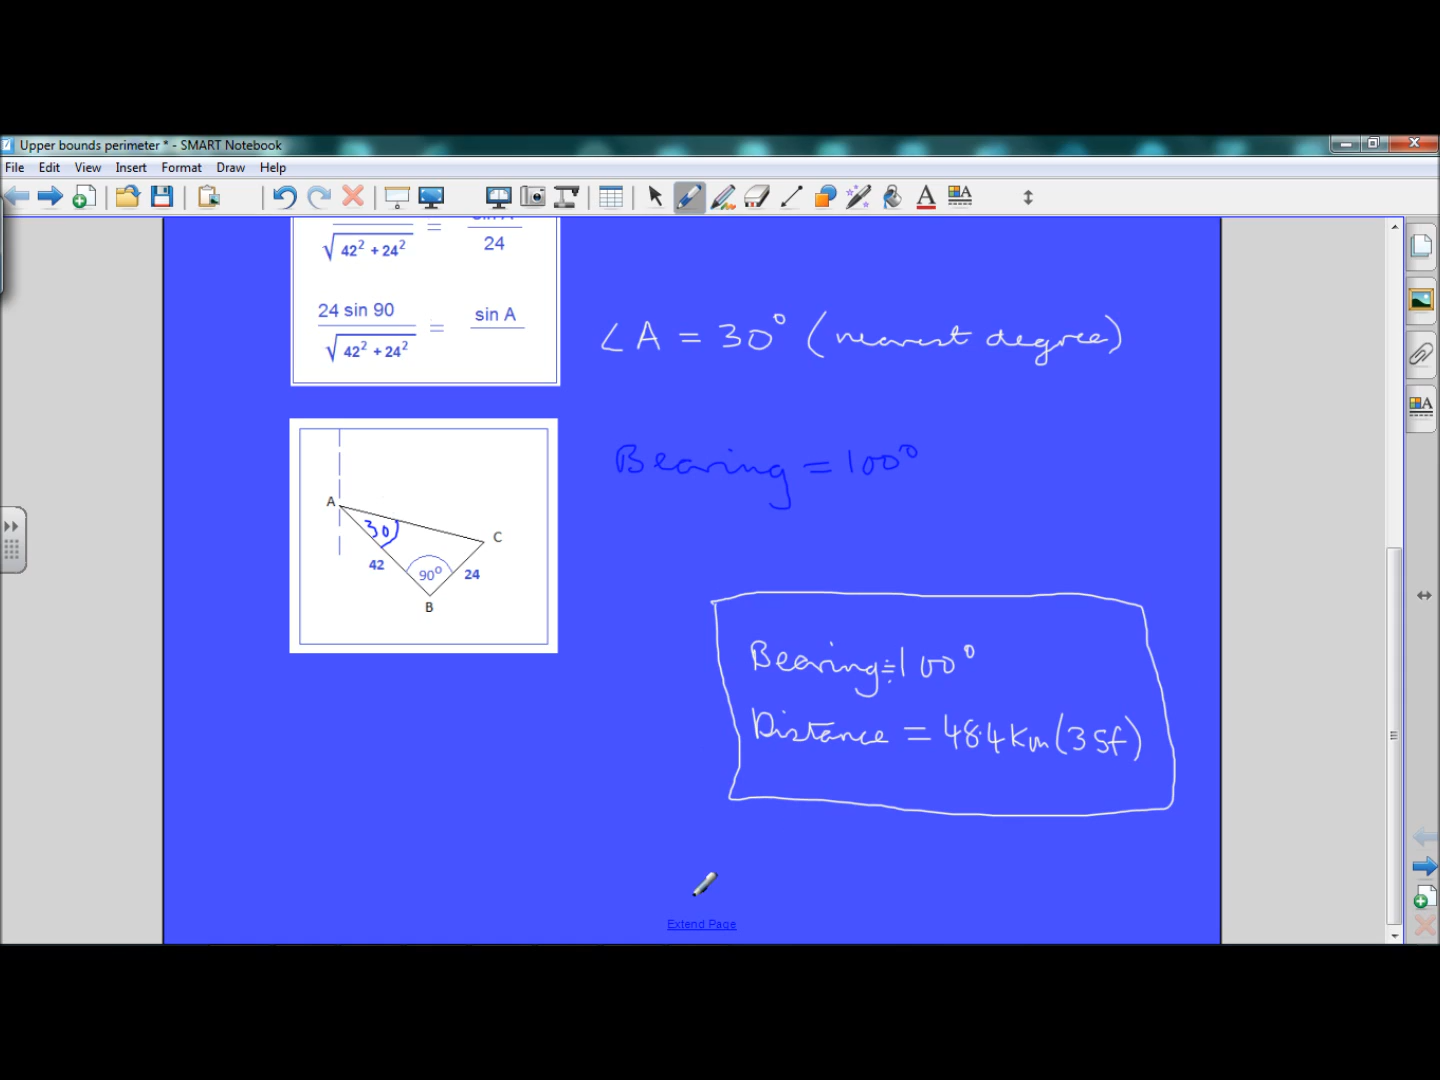 Upper bounds perimeter * - SMART Notebook
File Edit View Insert Format Draw Help
√42² + 24² = 24
24 sin 90 / √42² + 24² = sin A
∠A = 30° (nearest degree)
Bearing = 100°
A
30
C
42
90°
24
B
Bearing = 100°
Distance = 48.4 Km (3 Sf)
Extend Page